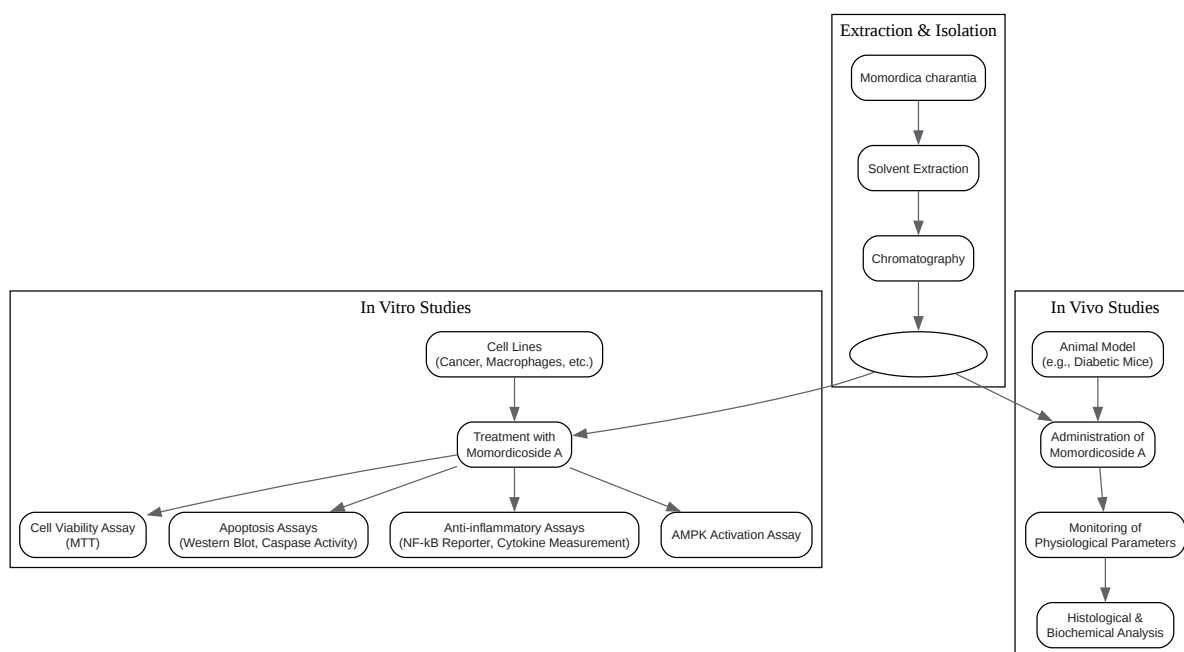 Extraction & Isolation
Momordica charantia
Solvent Extraction
Chromatography
In Vitro Studies
Cell Lines
(Cancer, Macrophages, etc.)
Treatment with
Momordicoside A
Cell Viability Assay
(MTT)
Apoptosis Assays
(Western Blot, Caspase Activity)
Anti-inflammatory Assays
(NF-kB Reporter, Cytokine Measurement)
AMPK Activation Assay
In Vivo Studies
Animal Model
(e.g., Diabetic Mice)
Administration of
Momordicoside A
Monitoring of
Physiological Parameters
Histological &
Biochemical Analysis